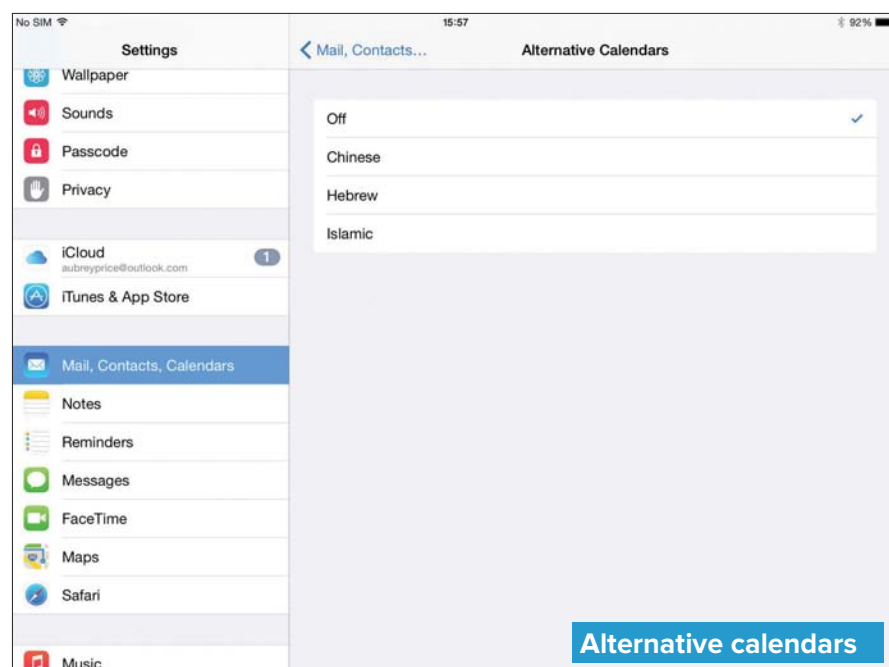 No SIM
15:57
92%
Settings
Mail, Contacts...
Alternative Calendars
Wallpaper
Sounds
Passcode
Privacy
iCloud
aubreyprice@outlook.com
1
iTunes & App Store
Mail, Contacts, Calendars
Notes
Reminders
Messages
FaceTime
Maps
Safari
Music
Off
Chinese
Hebrew
Islamic
Alternative calendars